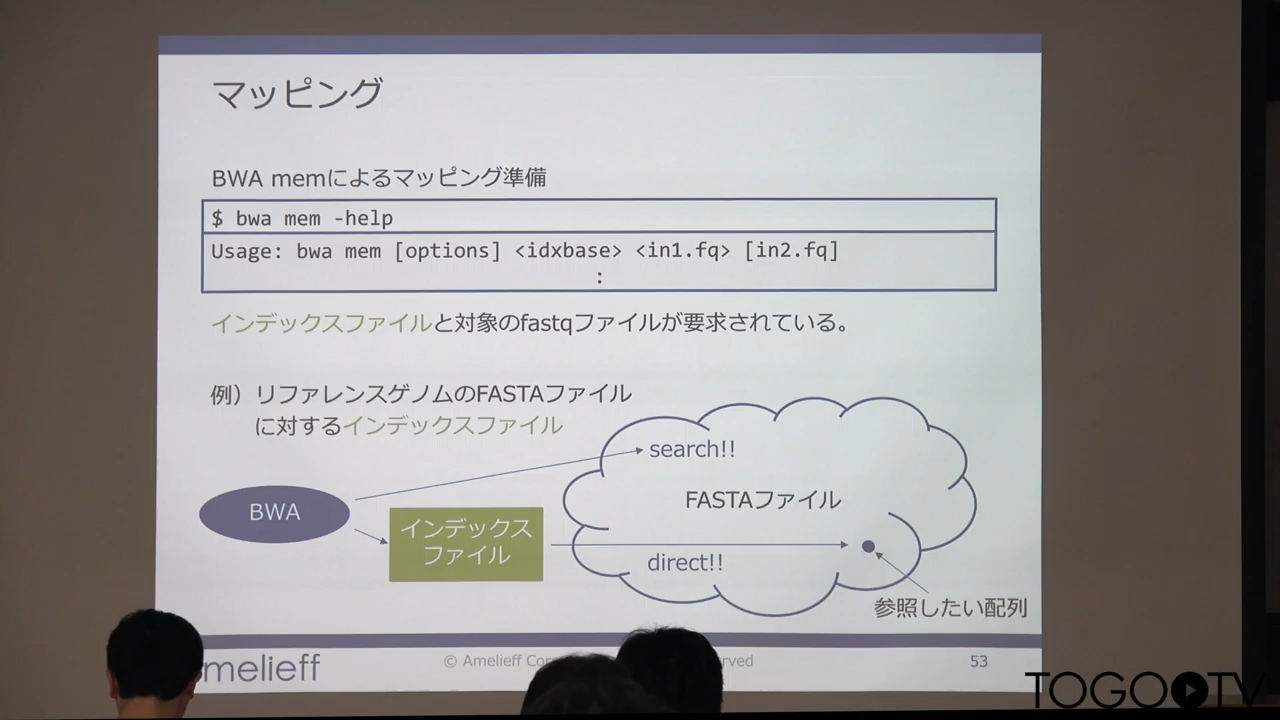 マッピング
BWA memによるマッピング準備
$ bwa mem -help
Usage: bwa mem [options] <idxbase> <in1.fq> [in2.fq]
:
インデックスファイルと対象のfastqファイルが要求されている。
例）リファレンスゲノムのFASTAファイル
に対するインデックスファイル
search!!
FASTAファイル
BWA
インデックス
ファイル
direct!!
参照したい配列
melieff
© Amelieff
53
TOGOTV